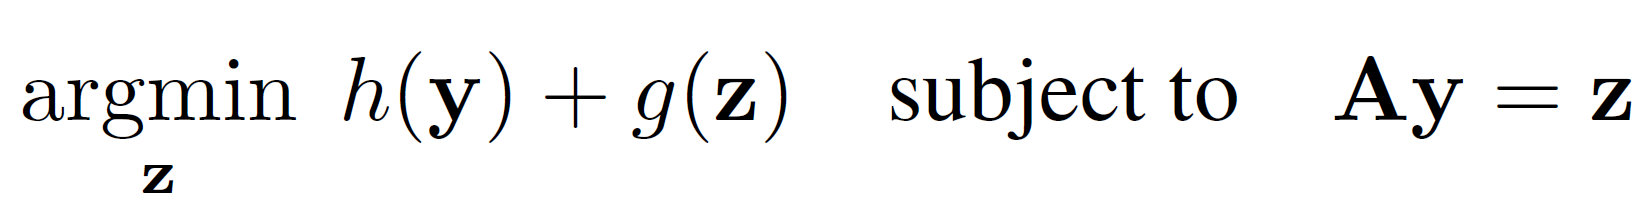 argmin h(y) + g(z) subject to Ay = z
z